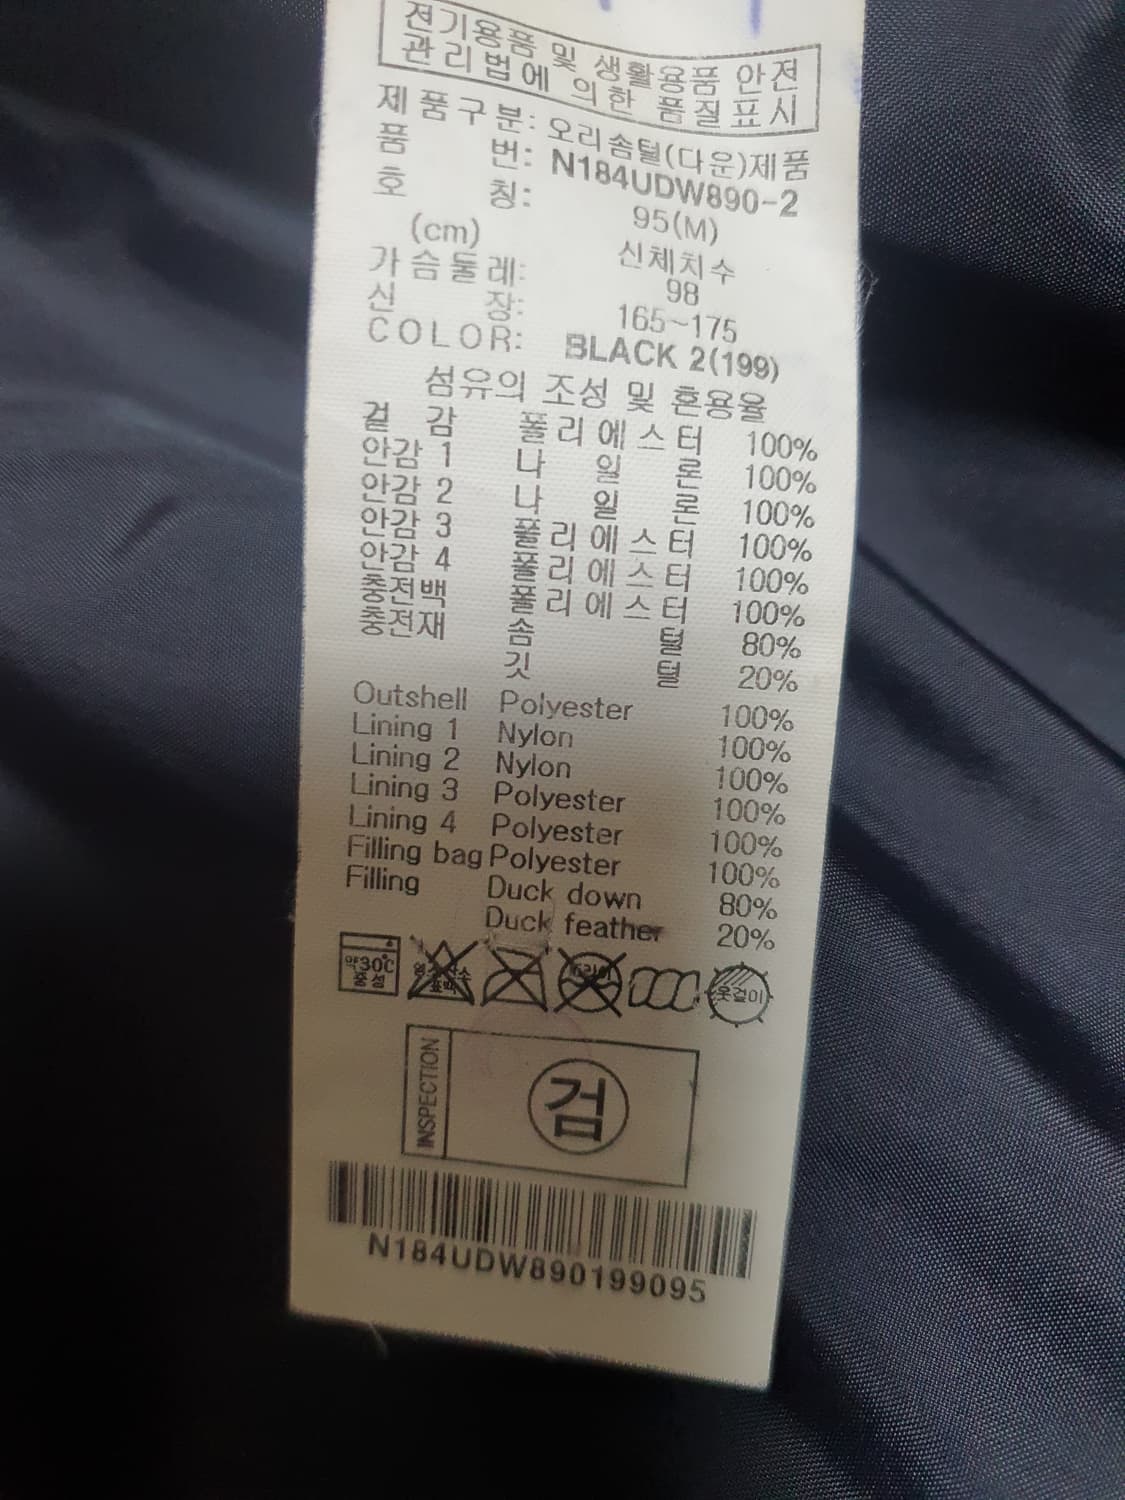 전기용품 및 생활용품 안전
관리법에 의한 품질표시
제품구분: 오리솜털(다운)제품
품 번: N184UDW890-2
호 칭: 95(M)
(cm) 신체치수
가슴둘레: 98
신 장: 165~175
COLOR: BLACK 2(199)
섬유의 조성 및 혼용율
겉 감 폴리에스터 100%
안감 1 나 일 론 100%
안감 2 나 일 론 100%
안감 3 폴리에스터 100%
안감 4 폴리에스터 100%
충전백 폴리에스터 100%
충전재 솜 털 80%
깃 털 20%
Outshell Polyester 100%
Lining 1 Nylon 100%
Lining 2 Nylon 100%
Lining 3 Polyester 100%
Lining 4 Polyester 100%
Filling bag Polyester 100%
Filling Duck down 80%
Duck feather 20%
약30℃
중성
옷걸이
INSPECTION
검
N184UDW890199095